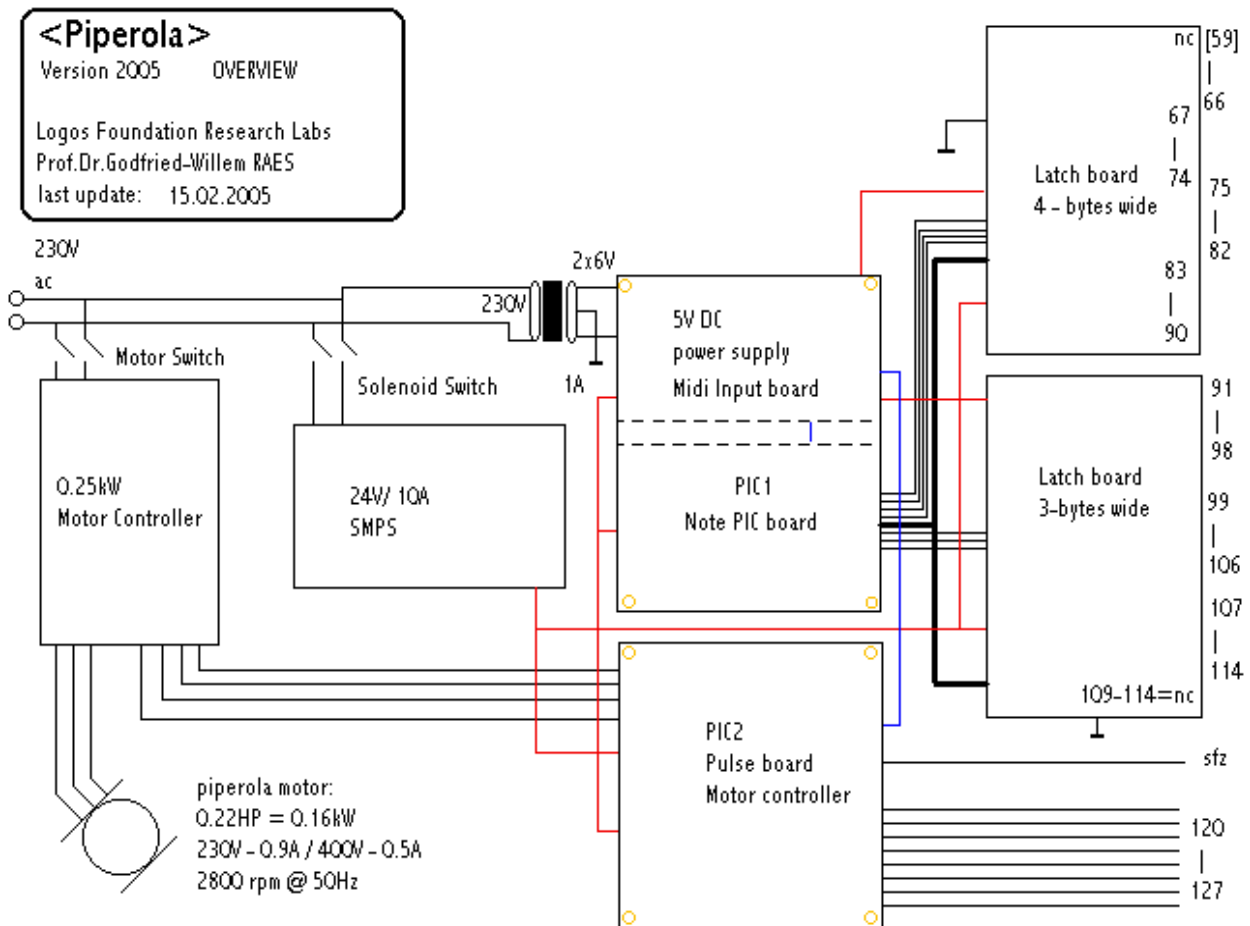 <Piperola>
Version 2005 OVERVIEW
Logos Foundation Research Labs
Prof.Dr.Godfried-Willem RAES
last update: 15.02.2005
230V
ac
Motor Switch
Solenoid Switch
230V
2x6V
1A
0.25kW
Motor Controller
24V/ 10A
SMPS
5V DC
power supply
Midi Input board
PIC1
Note PIC board
PIC2
Pulse board
Motor controller
piperola motor:
0.22HP = 0.16kW
230V - 0.9A / 400V - 0.5A
2800 rpm @ 50Hz
Latch board
4 - bytes wide
nc [59]
|
66
67
|
74
75
|
82
83
|
90
Latch board
3-bytes wide
91
|
98
99
|
106
107
|
114
109-114=nc
sfz
120
|
127